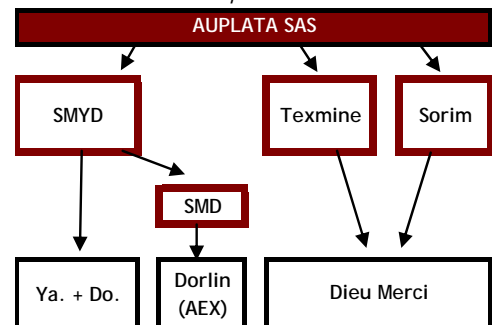 AUPLATA SAS
SMYD
Texmine
Sorim
SMD
Ya. + Do.
Dorlin
(AEX)
Dieu Merci